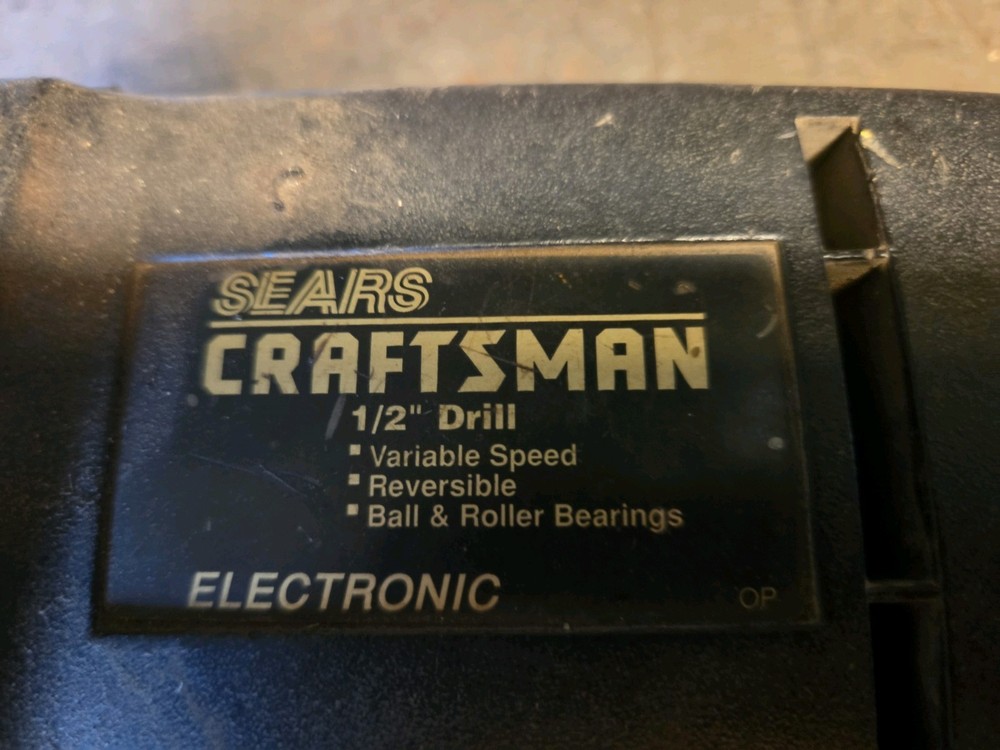 SEARS
CRAFTSMAN
1/2" Drill
▪ Variable Speed
▪ Reversible
▪ Ball & Roller Bearings
ELECTRONIC
OP